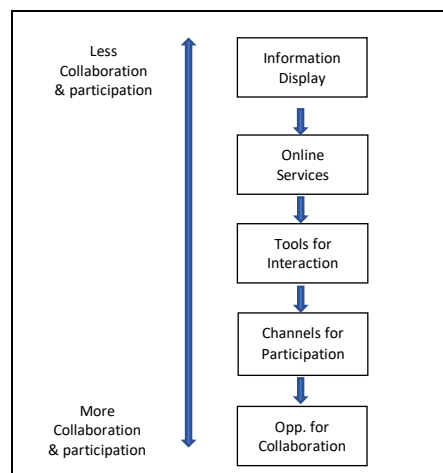 Less
Collaboration
& participation
Information
Display
Online
Services
Tools for
Interaction
Channels for
Participation
More
Collaboration
& participation
Opp. for
Collaboration